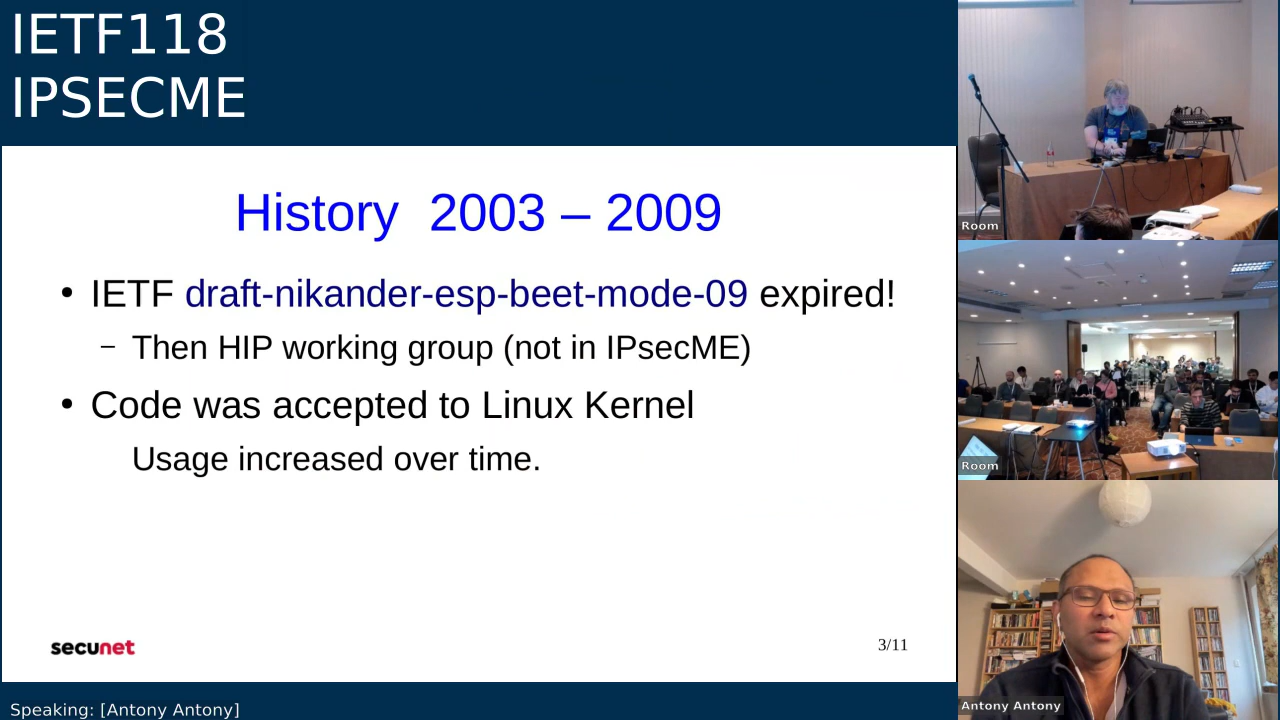 IETF118
IPSECME
History 2003 – 2009
• IETF draft-nikander-esp-beet-mode-09 expired!
– Then HIP working group (not in IPsecME)
• Code was accepted to Linux Kernel
Usage increased over time.
secunet
3/11
Speaking: [Antony Antony]
Room
Room
Antony Antony